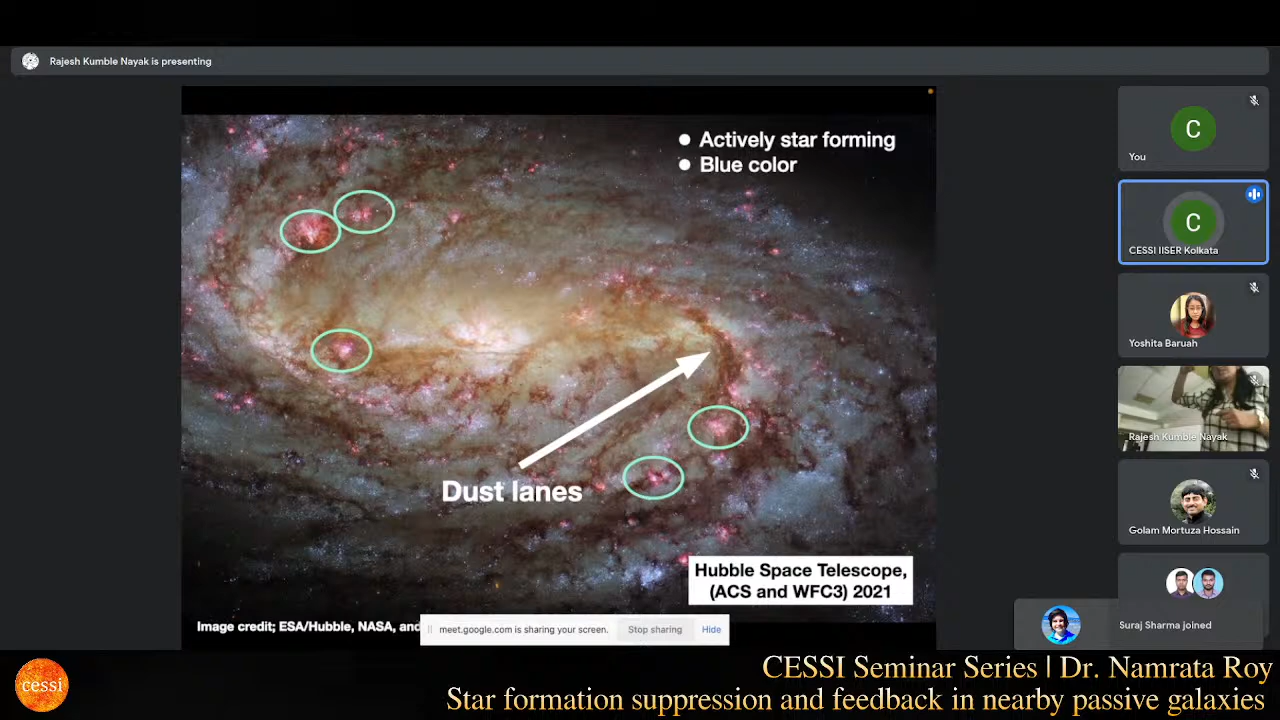 Rajesh Kumble Nayak is presenting
Actively star forming
Blue color
Dust lanes
Hubble Space Telescope,
(ACS and WFC3) 2021
Image credit; ESA/Hubble, NASA, and
meet.google.com is sharing your screen.
Stop sharing
Hide
C
You
C
CESSI IISER Kolkata
Yoshita Baruah
Rajesh Kumble Nayak
Golam Mortuza Hossain
Suraj Sharma joined
cessi
CESSI Seminar Series | Dr. Namrata Roy
Star formation suppression and feedback in nearby passive galaxies